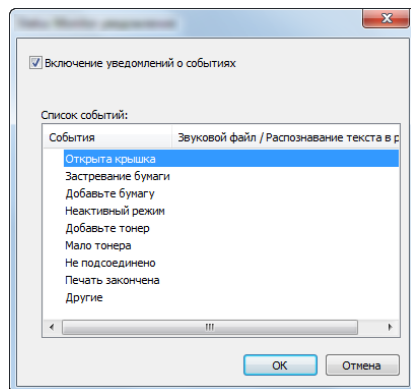 Включение уведомлений о событиях
Список событий:
События Звуковой файл / Распознавание текста в р
Открыта крышка
Застревание бумаги
Добавьте бумагу
Неактивный режим
Добавьте тонер
Мало тонера
Не подсоединено
Печать закончена
Другие
OK Отмена